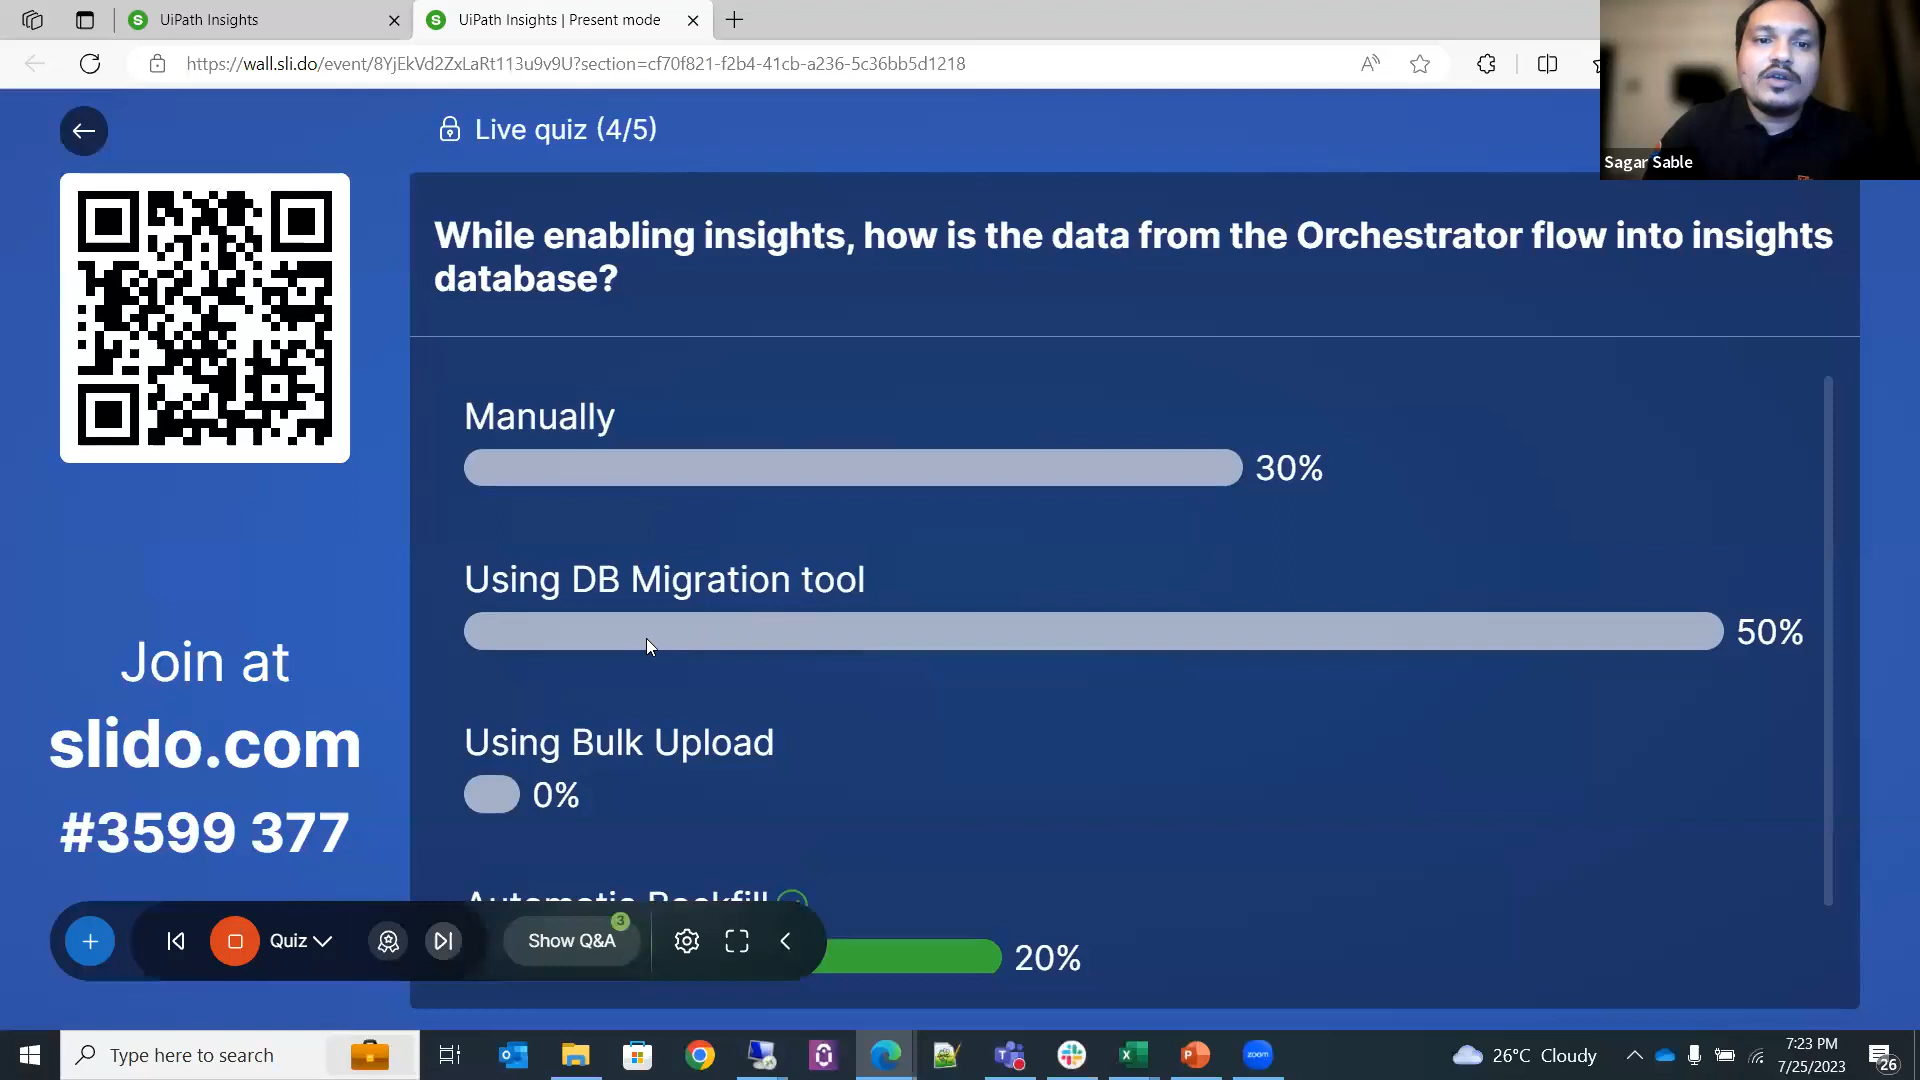 UiPath Insights
UiPath Insights | Present mode
https://wall.sli.do/event/8YjEkVd2ZxLaRt113u9v9U?section=cf70f821-f2b4-41cb-a236-5c36bb5d1218
Sagar Sable
Live quiz (4/5)
While enabling insights, how is the data from the Orchestrator flow into insights
database?
Manually
30%
Using DB Migration tool
50%
Using Bulk Upload
0%
Automatic Backfill
20%
Join at
slido.com
#3599 377
Quiz
Show Q&A
3
Type here to search
zoom
26°C Cloudy
7:23 PM
7/25/2023
26